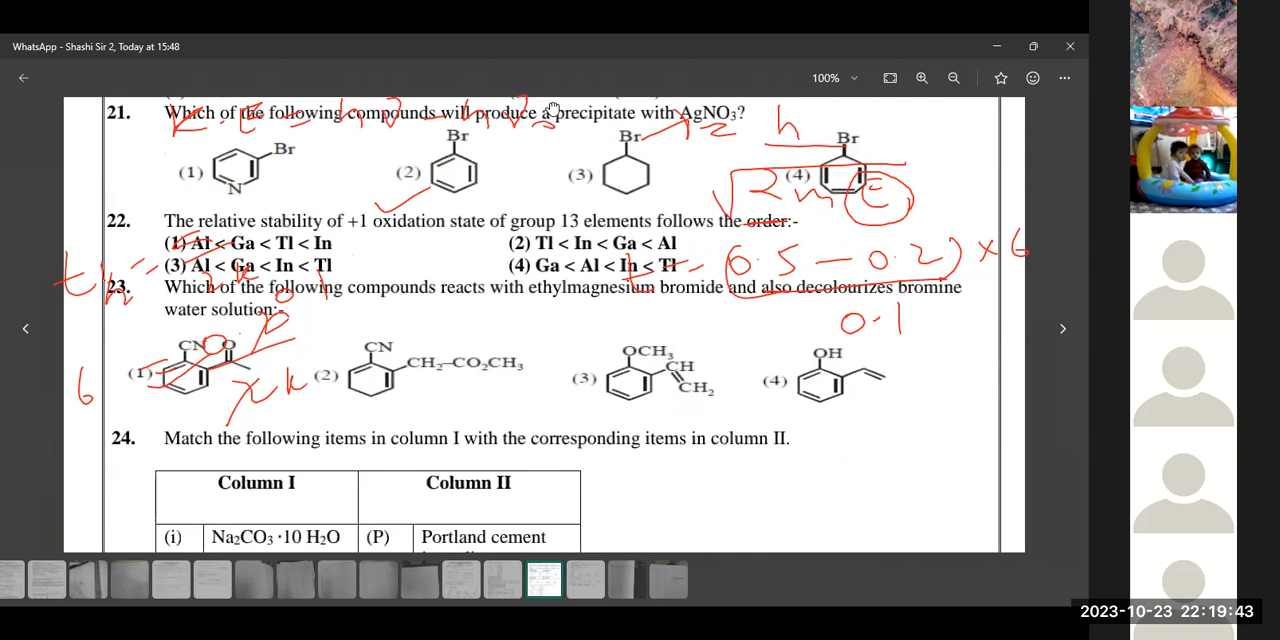 WhatsApp - Shashi Sir 2, Today at 15:48
100%
21. Which of the following compounds will produce a precipitate with AgNO₃?
(1) Br N (2) Br (3) Br (4) Br
h
22. The relative stability of +1 oxidation state of group 13 elements follows the order:-
(1) Al < Ga < Tl < In (2) Tl < In < Ga < Al
(3) Al < Ga < In < Tl (4) Ga < Al < In < Tl
t = (0.5 - 0.2) × 6
0.1
23. Which of the following compounds reacts with ethylmagnesium bromide and also decolourizes bromine
water solution:-
(1) CN O (2) CN CH₂–CO₂CH₃ (3) OCH₃ CH CH₂ (4) OH
6
24. Match the following items in column I with the corresponding items in column II.
Column I Column II
(i) Na₂CO₃ ·10 H₂O (P) Portland cement
2023-10-23 22:19:43